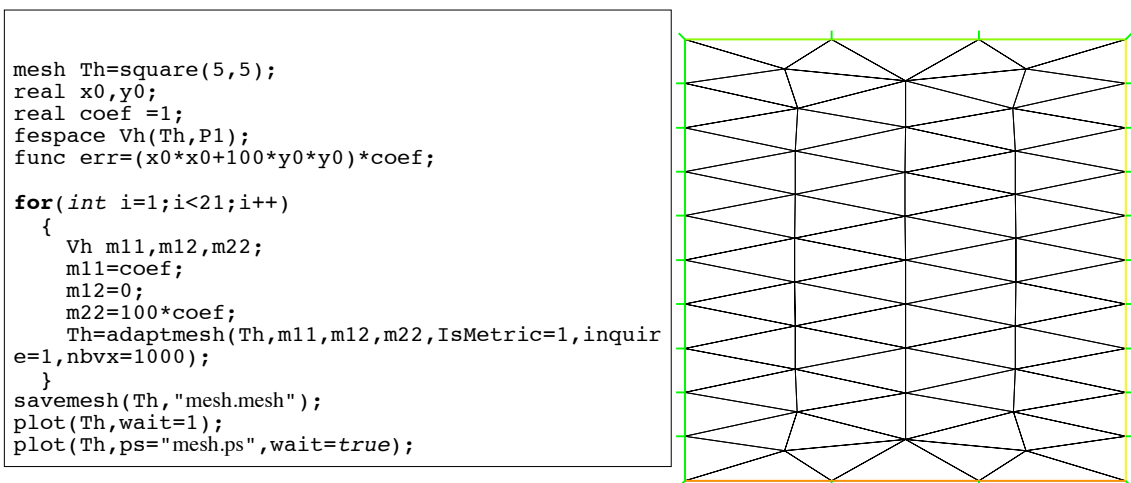 mesh Th=square(5,5);
real x0,y0;
real coef =1;
fespace Vh(Th,P1);
func err=(x0*x0+100*y0*y0)*coef;
for(int i=1;i<21;i++)
{
Vh m11,m12,m22;
m11=coef;
m12=0;
m22=100*coef;
Th=adaptmesh(Th,m11,m12,m22,IsMetric=1,inquir
e=1,nbvx=1000);
}
savemesh(Th,"mesh.mesh");
plot(Th,wait=1);
plot(Th,ps="mesh.ps",wait=true);